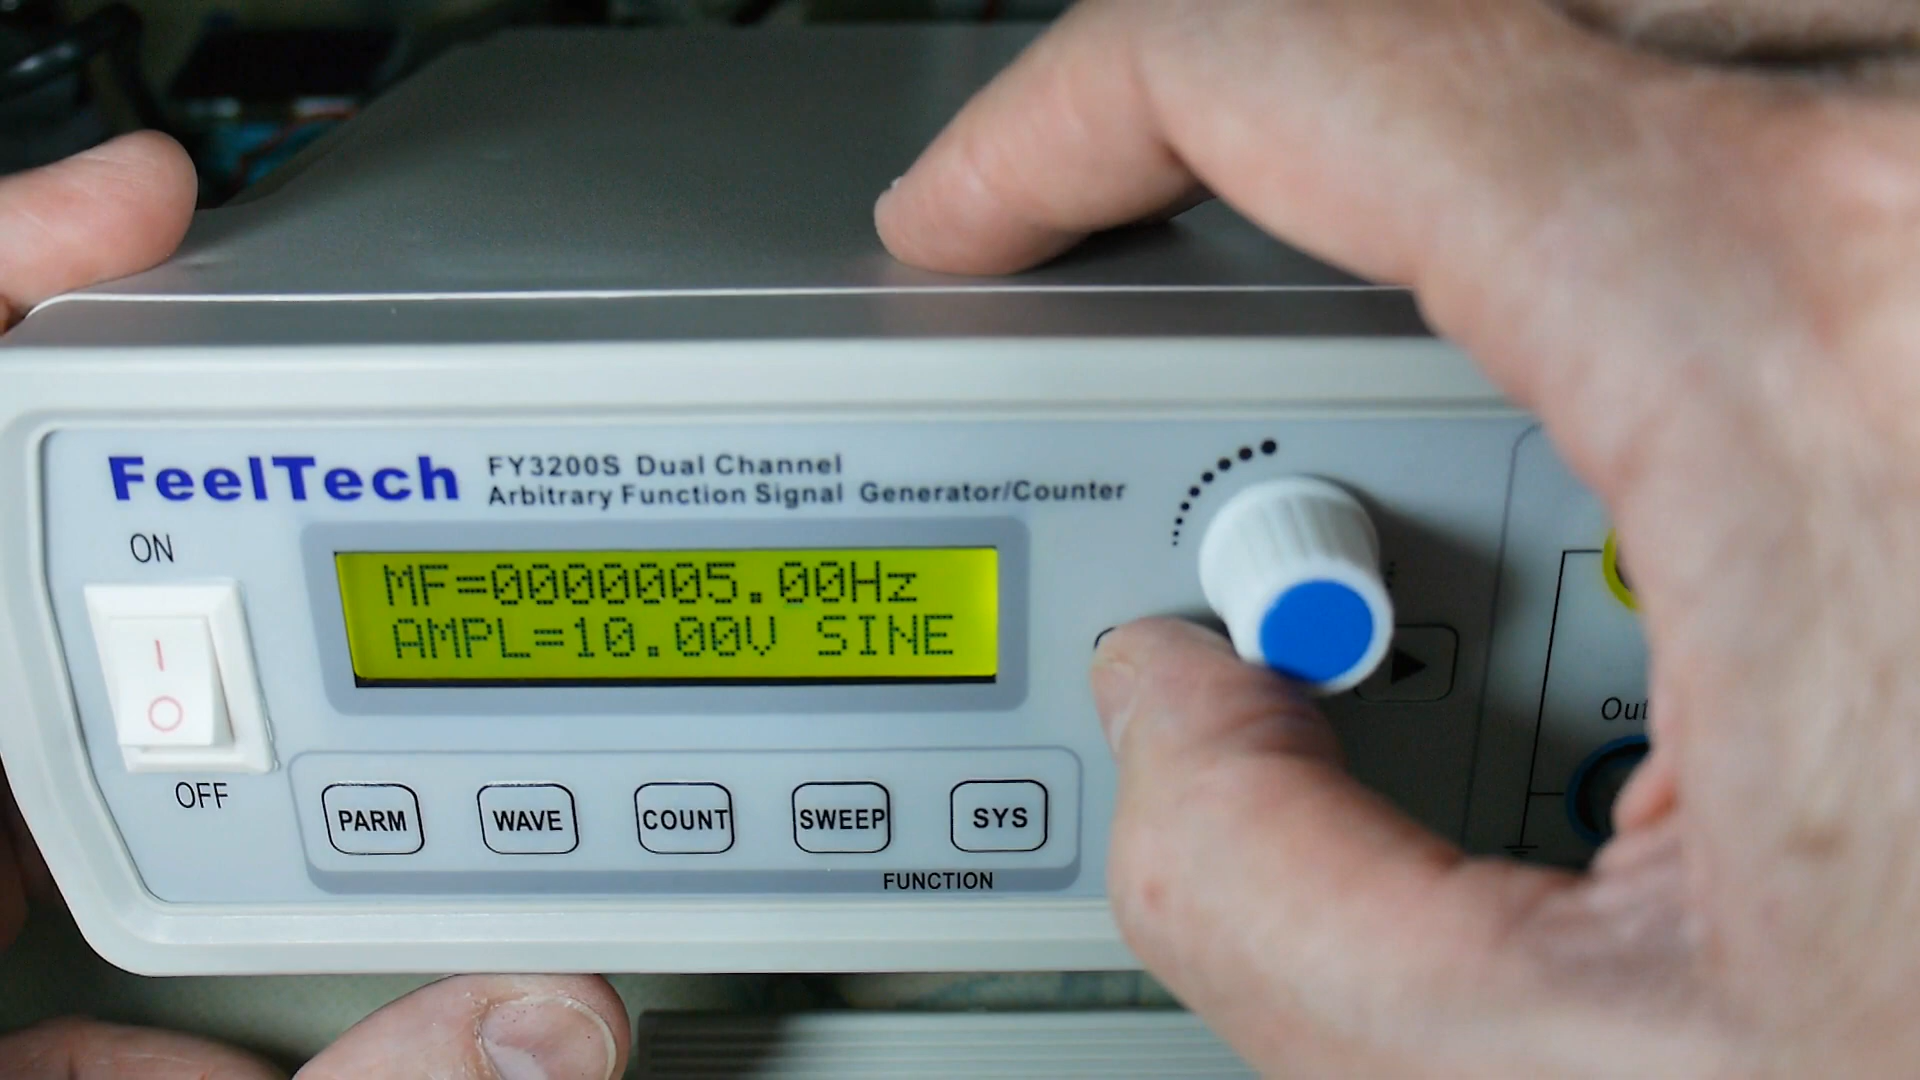 FeelTech
FY3200S Dual Channel
Arbitrary Function Signal Generator/Counter
ON
MF=0000005.00Hz
AMPL=10.00V SINE
OFF
PARM WAVE COUNT SWEEP SYS
FUNCTION